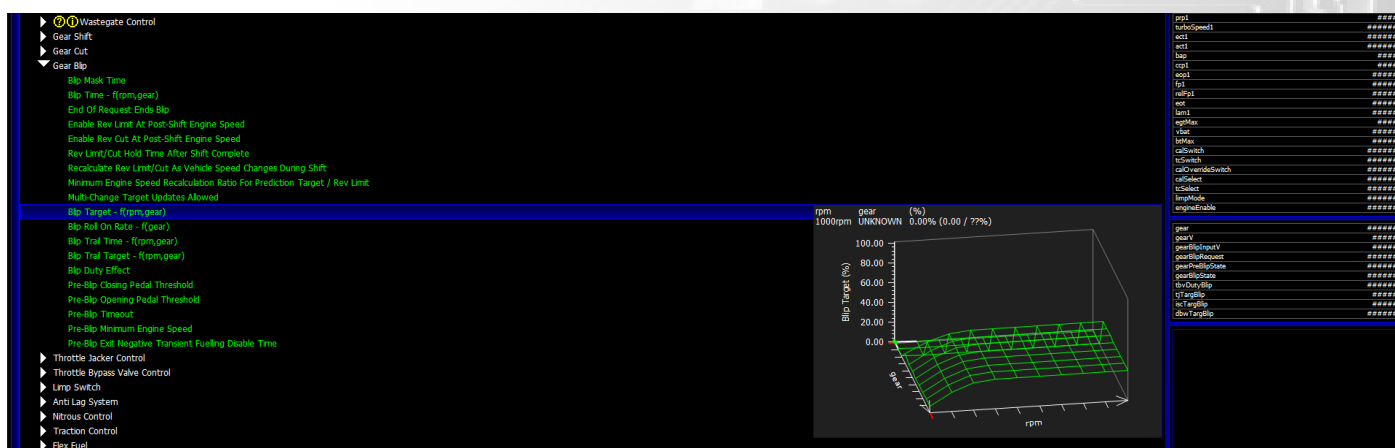 Wastegate Control
Gear Shift
Gear Cut
Gear Blip
Blip Mask Time
Blip Time - f(rpm,gear)
End Of Request Ends Blip
Enable Rev Limit At Post-Shift Engine Speed
Enable Rev Cut At Post-Shift Engine Speed
Rev Limit/Cut Hold Time After Shift Complete
Recalculate Rev Limit/Cut As Vehicle Speed Changes During Shift
Minimum Engine Speed Recalculation Ratio For Prediction Target / Rev Limit
Multi-Change Target Updates Allowed
Blip Target - f(rpm,gear)
Blip Roll On Rate - f(gear)
Blip Trail Time - f(rpm,gear)
Blip Trail Target - f(rpm,gear)
Blip Duty Effect
Pre-Blip Closing Pedal Threshold
Pre-Blip Opening Pedal Threshold
Pre-Blip Timeout
Pre-Blip Minimum Engine Speed
Pre-Blip Exit Negative Transient Fuelling Disable Time
Throttle Jacker Control
Throttle Bypass Valve Control
Limp Switch
Anti Lag System
Nitrous Control
Traction Control
Flex Fuel
rpm gear (%)
1000rpm UNKNOWN 0.00% (0.00 / ??%)
100.00
80.00
60.00
40.00
20.00
0.00
Blip Target (%)
gear
rpm
prp1 ####
turboSpeed1 ######
ect1 ######
act1 ######
bap ####
ccp1 ####
eop1 #####
fp1 #####
relFp1 #####
eot ######
lam1 #####
egtMax ####
vbat #####
btMax ######
calSwitch ######
tcSwitch ######
calOverrideSwitch ######
calSelect ######
tcSelect ######
limpMode ######
engineEnable ######
gear ######
gearV #####
gearBlipInputV #####
gearBlipRequest ######
gearPreBlipState ######
gearBlipState ######
tbvDutyBlip ######
tjTargBlip #####
iscTargBlip #####
dbwTargBlip ######